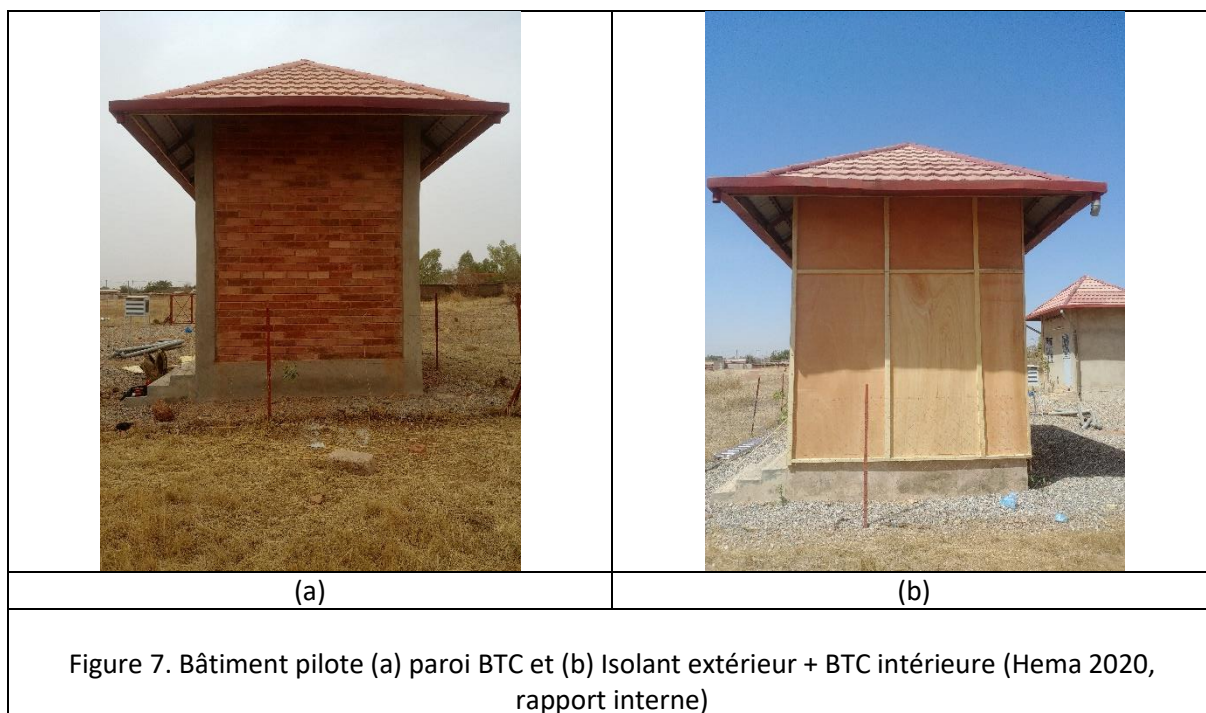 (a)
(b)
Figure 7. Bâtiment pilote (a) paroi BTC et (b) Isolant extérieur + BTC intérieure (Hema 2020,
rapport interne)